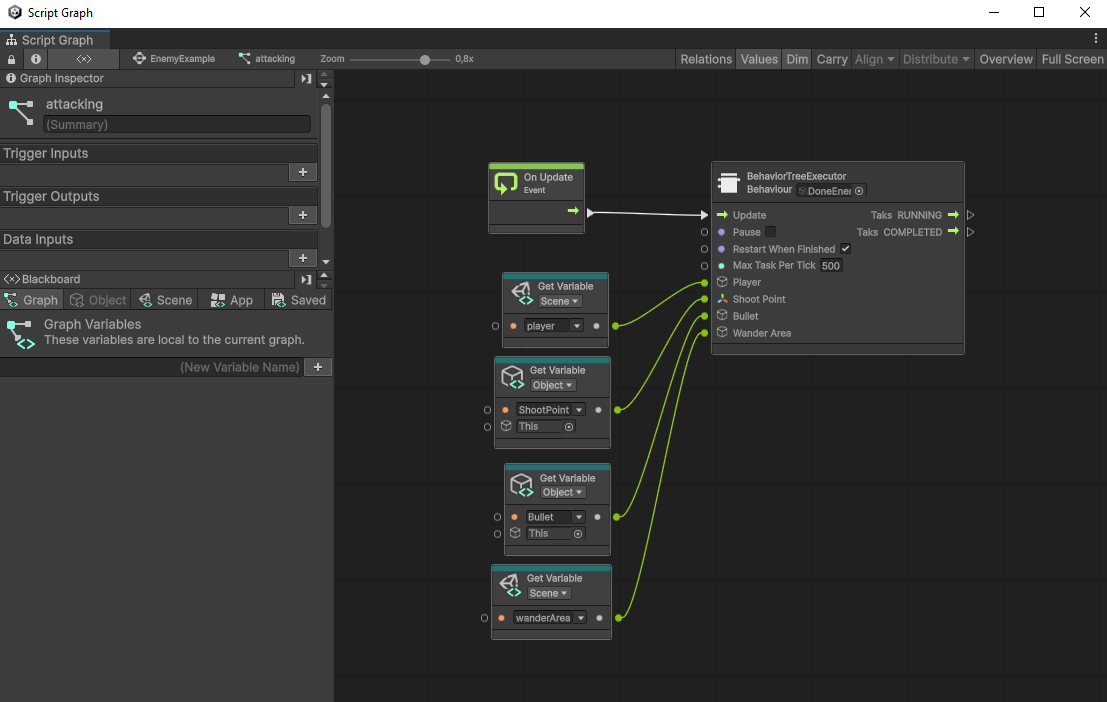 Script Graph
Script Graph
EnemyExample
attacking
Zoom
0,8x
Relations
Values
Dim
Carry
Align
Distribute
Overview
Full Screen
Graph Inspector
attacking
(Summary)
Trigger Inputs
Trigger Outputs
Data Inputs
Blackboard
Graph
Object
Scene
App
Saved
Graph Variables
These variables are local to the current graph.
(New Variable Name)
On Update
Event
BehaviorTreeExecutor
Behaviour
DoneEner
Update
Taks RUNNING
Pause
Taks COMPLETED
Restart When Finished
Max Task Per Tick 500
Player
Shoot Point
Bullet
Wander Area
Get Variable
Scene
player
Get Variable
Object
ShootPoint
This
Get Variable
Object
Bullet
This
Get Variable
Scene
wanderArea